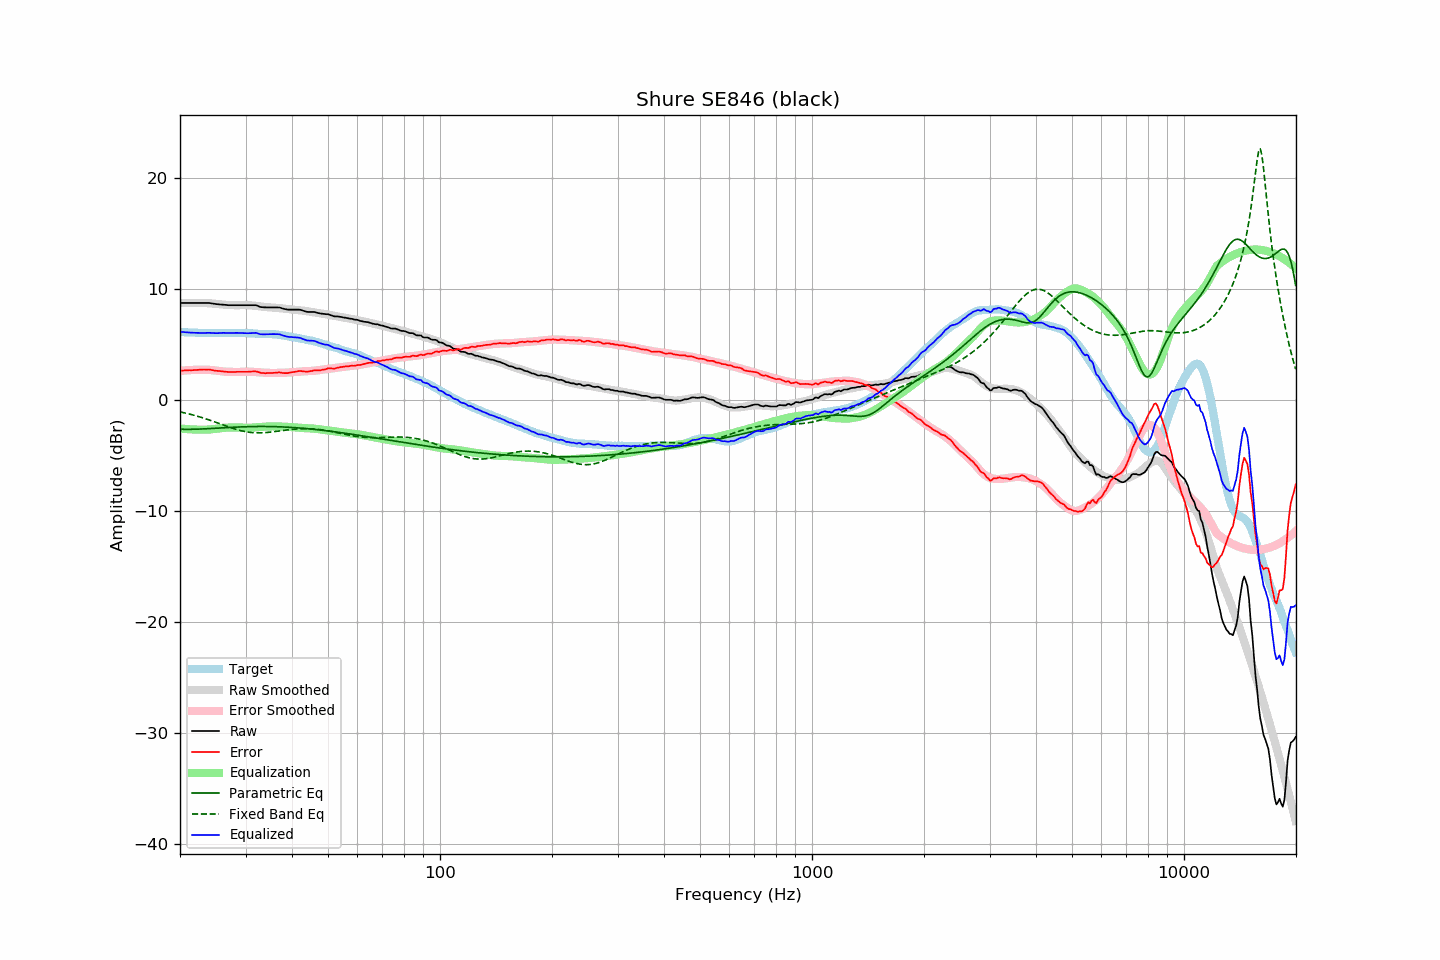 Shure SE846 (black)
Amplitude (dBr)
20
10
0
−10
−20
−30
−40
Target
Raw Smoothed
Error Smoothed
Raw
Error
Equalization
Parametric Eq
Fixed Band Eq
Equalized
100
1000
10000
Frequency (Hz)